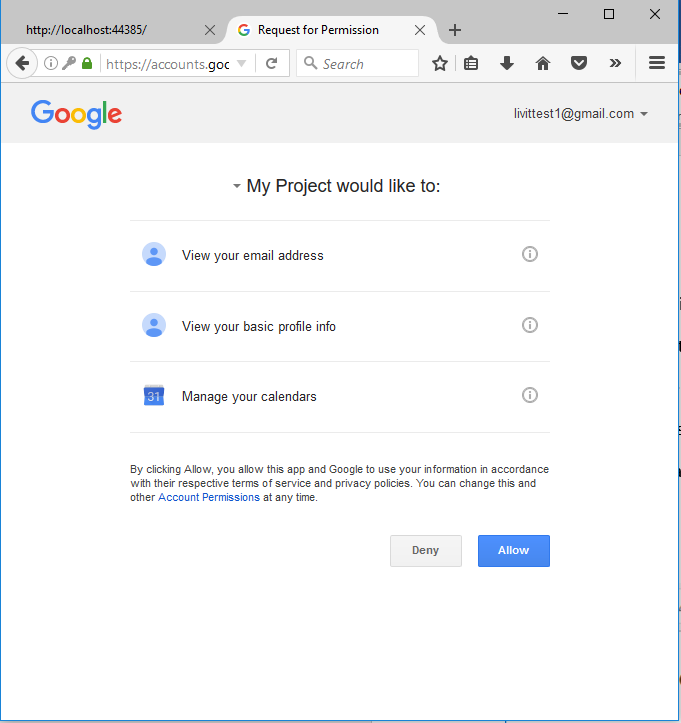 http://localhost:44385/
Request for Permission
https://accounts.goo
Search
Google
livittest1@gmail.com
My Project would like to:
View your email address
View your basic profile info
31
Manage your calendars
By clicking Allow, you allow this app and Google to use your information in accordance
with their respective terms of service and privacy policies. You can change this and
other Account Permissions at any time.
Deny
Allow